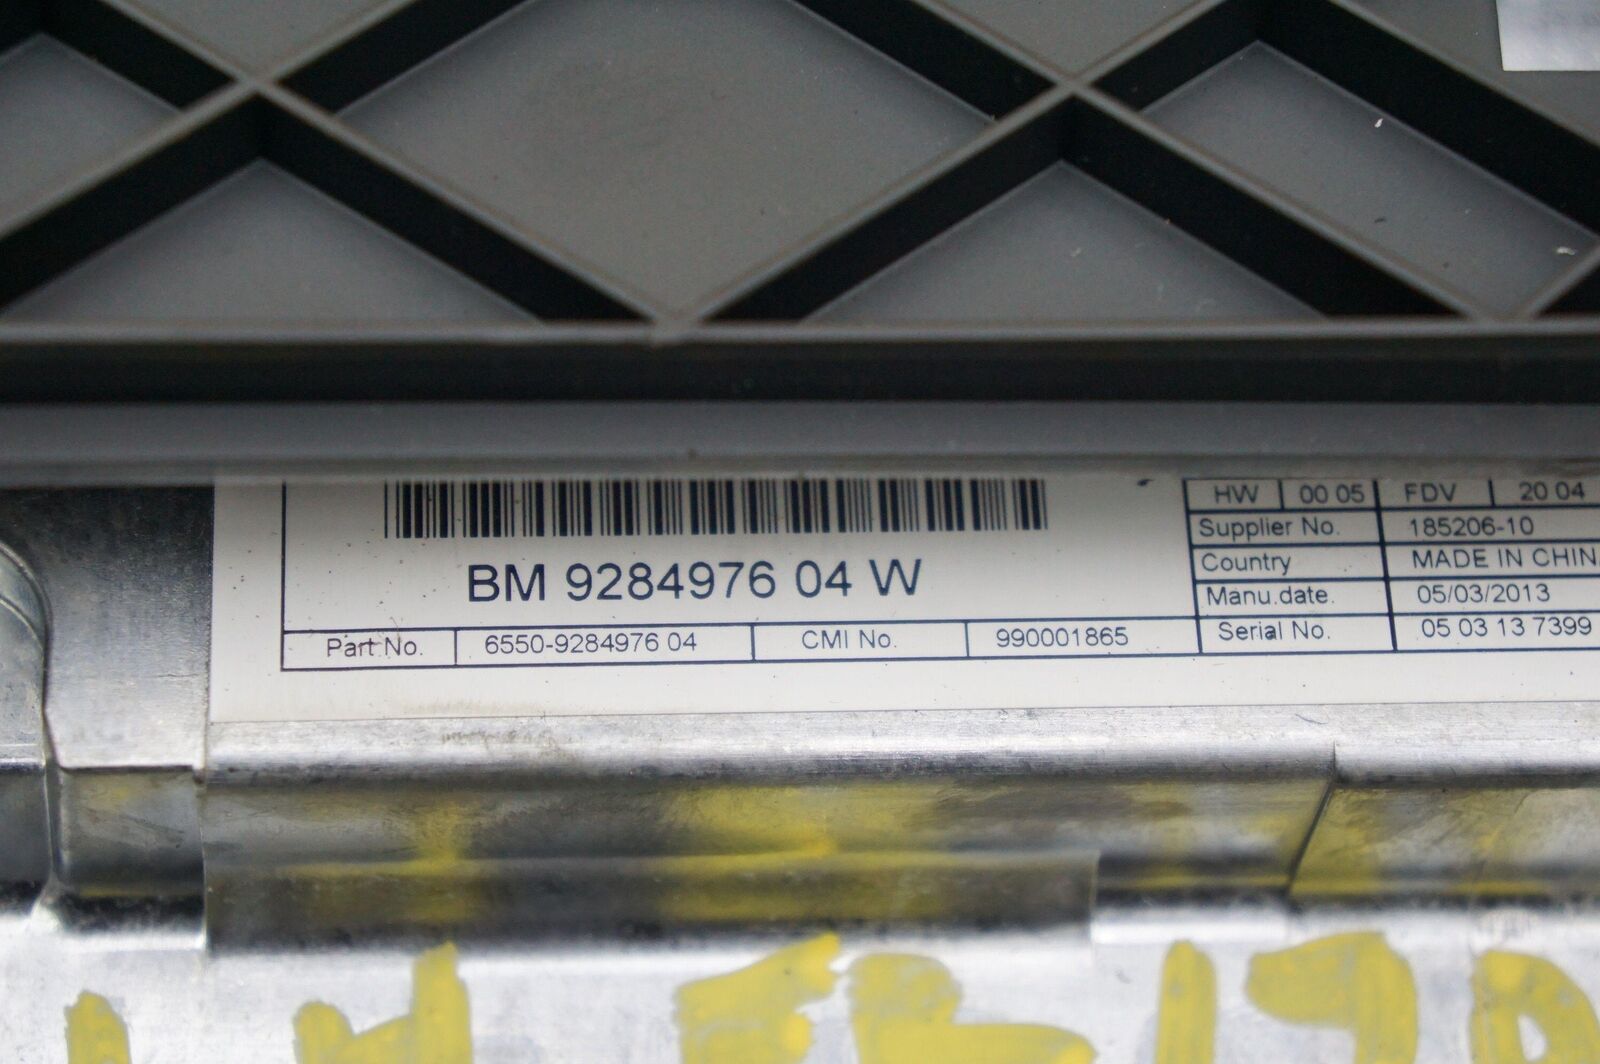 HW 00 05 FDV 20 04
Supplier No. 185206-10
Country MADE IN CHIN
BM 9284976 04 W
Manu.date. 05/03/2013
Part No. 6550-9284976 04 CMI No. 990001865
Serial No. 05 03 13 7399